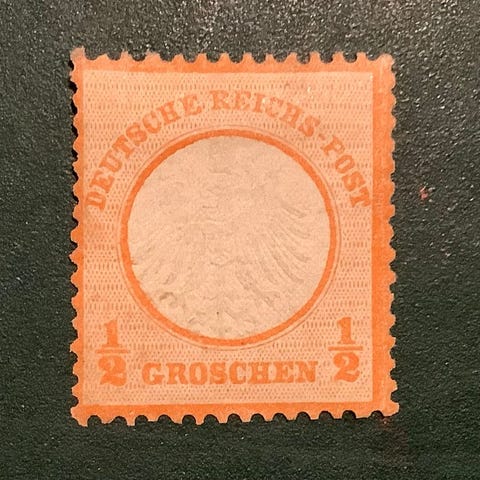 DEUTSCHE REICHS-POST
1/2 GROSCHEN 1/2